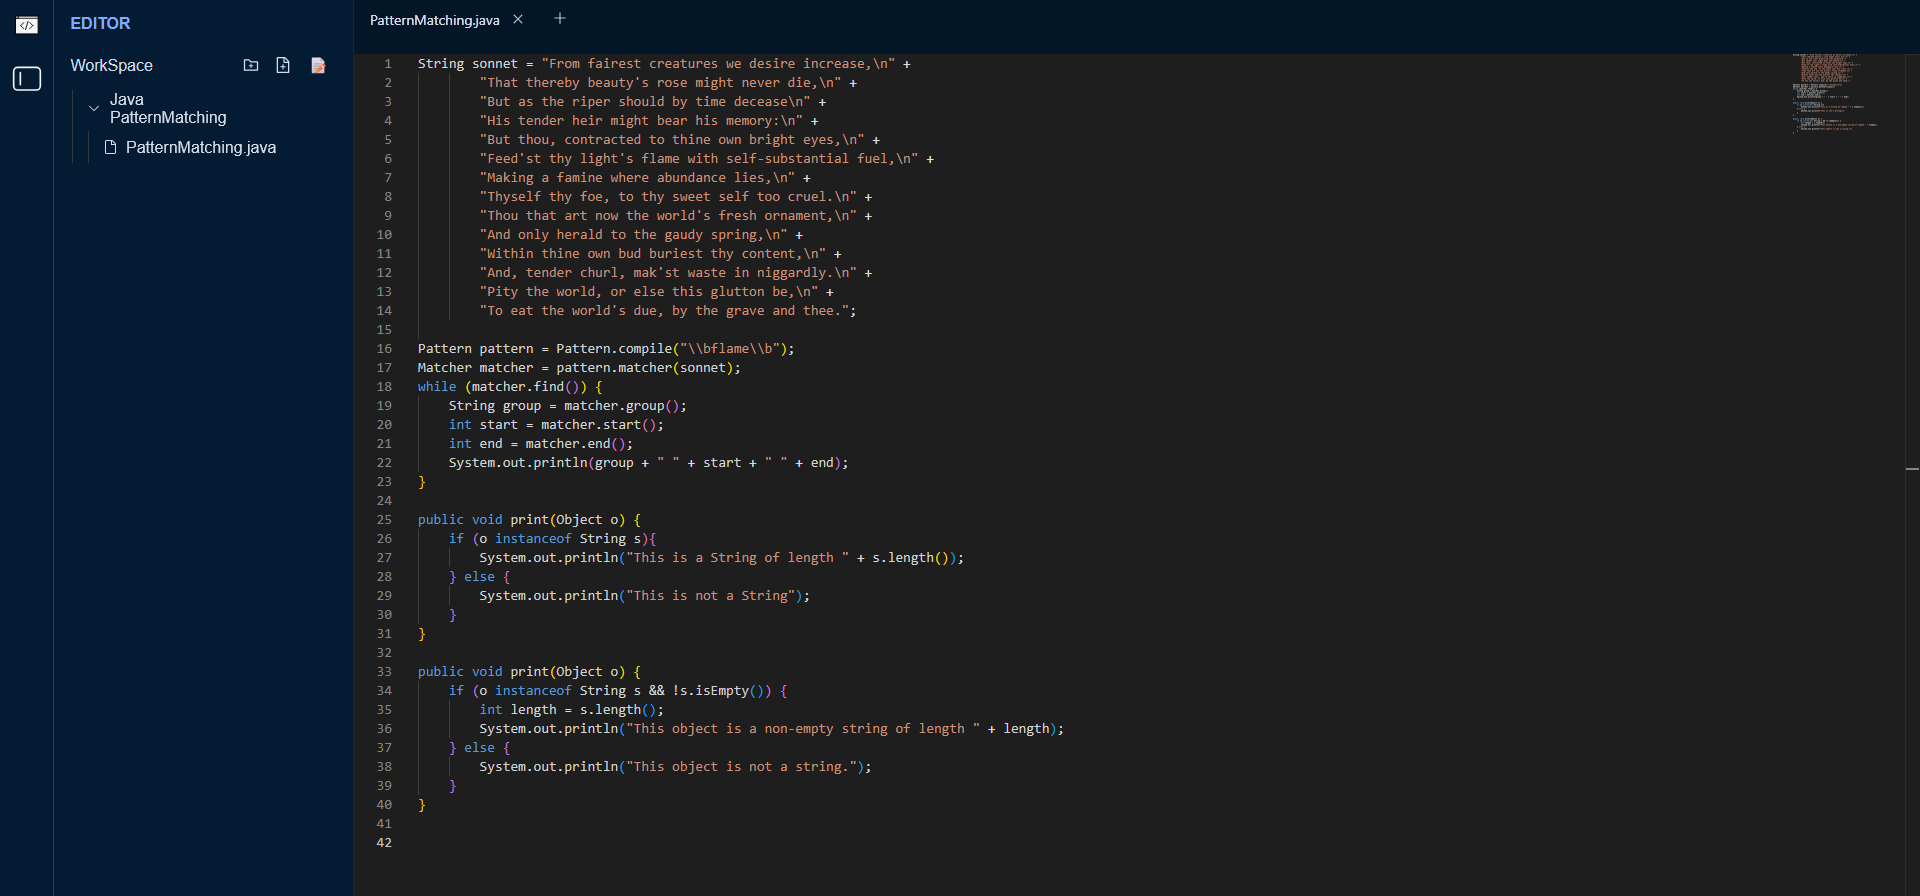 EDITOR
WorkSpace
Java
PatternMatching
PatternMatching.java
PatternMatching.java
1 String sonnet = "From fairest creatures we desire increase,\n" +
2 "That thereby beauty's rose might never die,\n" +
3 "But as the riper should by time decease\n" +
4 "His tender heir might bear his memory:\n" +
5 "But thou, contracted to thine own bright eyes,\n" +
6 "Feed'st thy light's flame with self-substantial fuel,\n" +
7 "Making a famine where abundance lies,\n" +
8 "Thyself thy foe, to thy sweet self too cruel.\n" +
9 "Thou that art now the world's fresh ornament,\n" +
10 "And only herald to the gaudy spring,\n" +
11 "Within thine own bud buriest thy content,\n" +
12 "And, tender churl, mak'st waste in niggardly.\n" +
13 "Pity the world, or else this glutton be,\n" +
14 "To eat the world's due, by the grave and thee.";
15
16 Pattern pattern = Pattern.compile("\\bflame\\b");
17 Matcher matcher = pattern.matcher(sonnet);
18 while (matcher.find()) {
19 String group = matcher.group();
20 int start = matcher.start();
21 int end = matcher.end();
22 System.out.println(group + " " + start + " " + end);
23 }
24
25 public void print(Object o) {
26 if (o instanceof String s){
27 System.out.println("This is a String of length " + s.length());
28 } else {
29 System.out.println("This is not a String");
30 }
31 }
32
33 public void print(Object o) {
34 if (o instanceof String s && !s.isEmpty()) {
35 int length = s.length();
36 System.out.println("This object is a non-empty string of length " + length);
37 } else {
38 System.out.println("This object is not a string.");
39 }
40 }
41
42